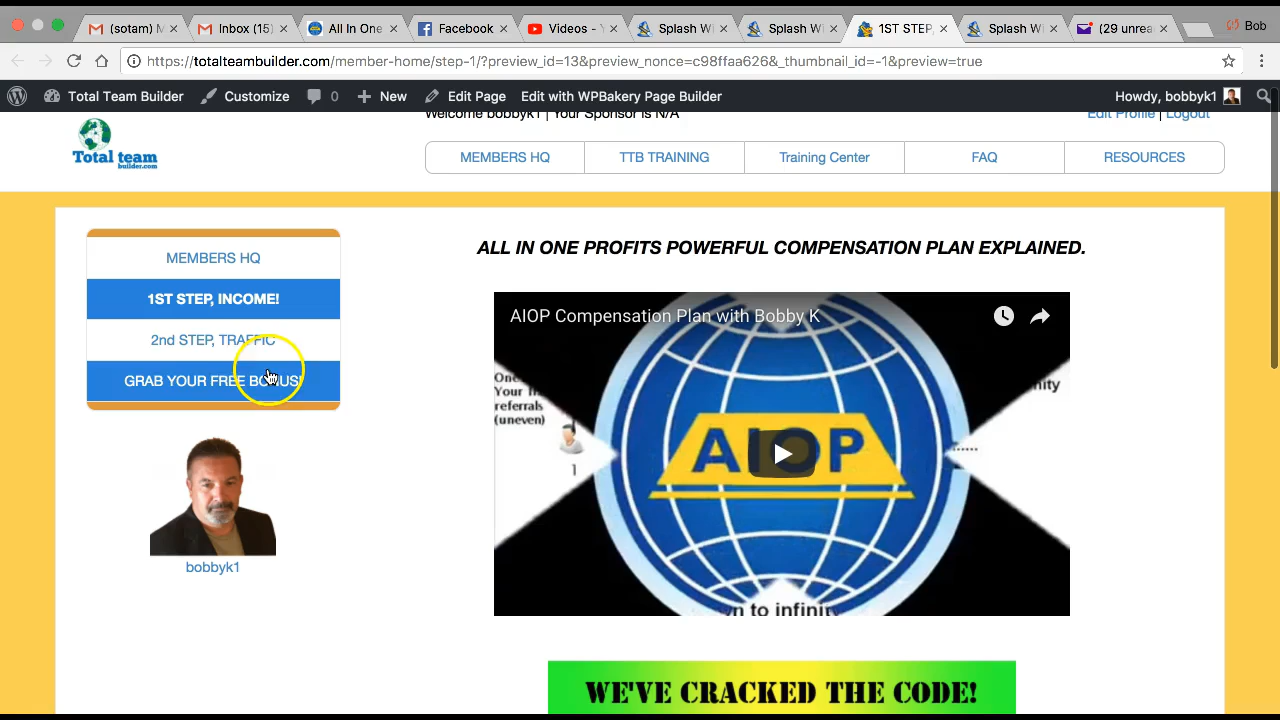 (sotam) M
Inbox (15)
All In One
Facebook
Videos - Y
Splash W
Splash W
1ST STEP,
Splash W
(29 unrea
Bob
https://totalteambuilder.com/member-home/step-1/?preview_id=13&preview_nonce=c98ffaa626&_thumbnail_id=-1&preview=true
Total Team Builder
Customize
0
New
Edit Page
Edit with WPBakery Page Builder
Howdy, bobbyk1
Welcome bobbyk1 | Your Sponsor is N/A
Edit Profile | Logout
Total team
builder.com
MEMBERS HQ
TTB TRAINING
Training Center
FAQ
RESOURCES
MEMBERS HQ
1ST STEP, INCOME!
2nd STEP, TRAFFIC
GRAB YOUR FREE BONUS!
bobbyk1
ALL IN ONE PROFITS POWERFUL COMPENSATION PLAN EXPLAINED.
AIOP Compensation Plan with Bobby K
One
Your
referrals
(uneven)
1
AIOP
wn to infinity
WE'VE CRACKED THE CODE!